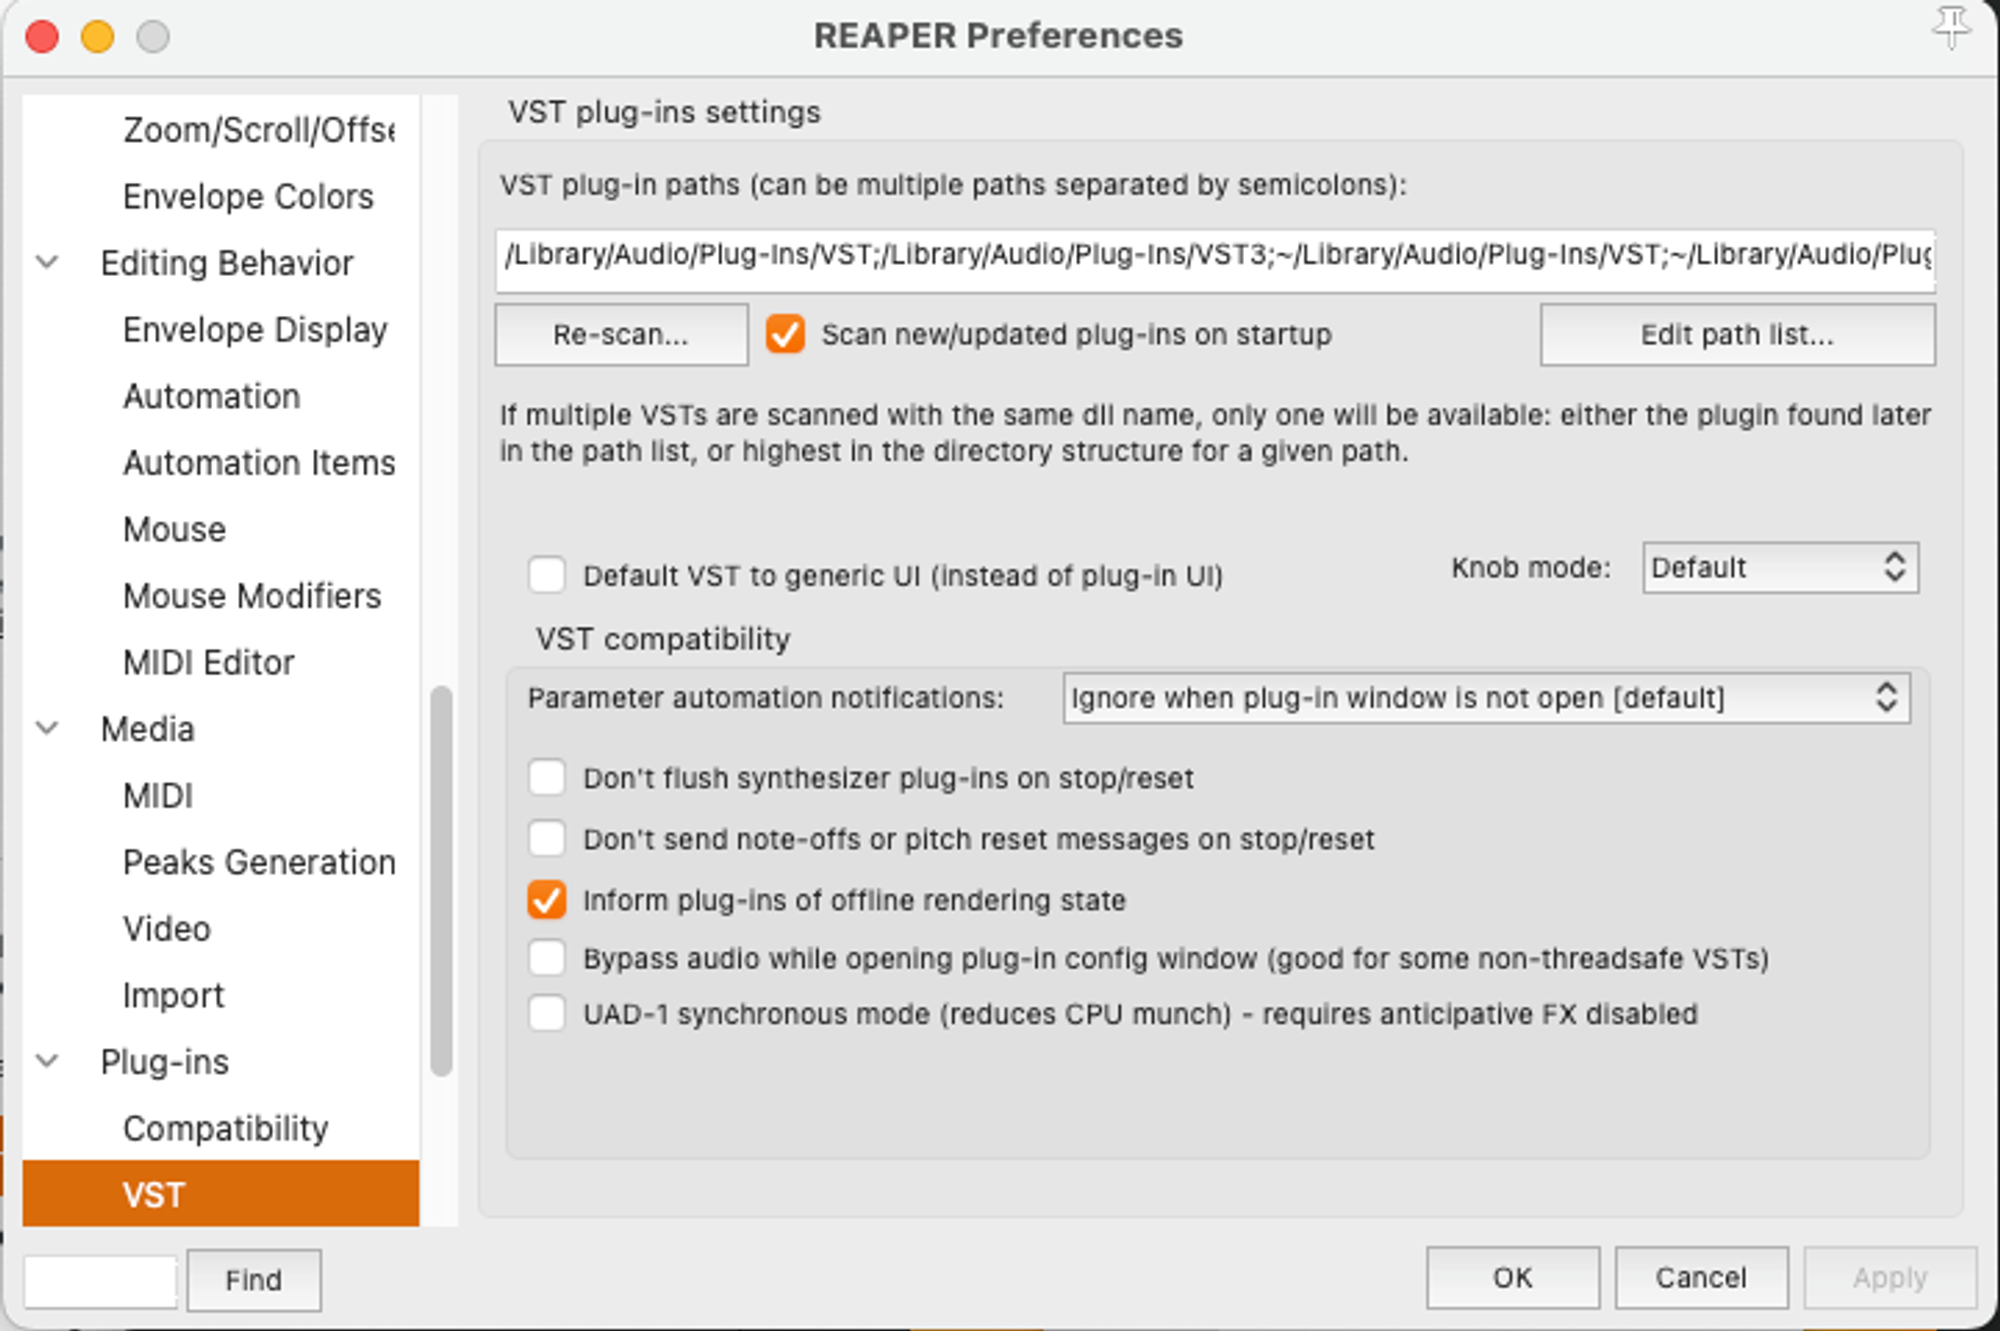 REAPER Preferences
Zoom/Scroll/Offse
Envelope Colors
Editing Behavior
Envelope Display
Automation
Automation Items
Mouse
Mouse Modifiers
MIDI Editor
Media
MIDI
Peaks Generation
Video
Import
Plug-ins
Compatibility
VST
Find
VST plug-ins settings
VST plug-in paths (can be multiple paths separated by semicolons):
/Library/Audio/Plug-Ins/VST;/Library/Audio/Plug-Ins/VST3;~/Library/Audio/Plug-Ins/VST;~/Library/Audio/Plug
Re-scan...
Scan new/updated plug-ins on startup
Edit path list...
If multiple VSTs are scanned with the same dll name, only one will be available: either the plugin found later
in the path list, or highest in the directory structure for a given path.
Default VST to generic UI (instead of plug-in UI)
Knob mode:
Default
VST compatibility
Parameter automation notifications:
Ignore when plug-in window is not open [default]
Don't flush synthesizer plug-ins on stop/reset
Don't send note-offs or pitch reset messages on stop/reset
Inform plug-ins of offline rendering state
Bypass audio while opening plug-in config window (good for some non-threadsafe VSTs)
UAD-1 synchronous mode (reduces CPU munch) - requires anticipative FX disabled
OK
Cancel
Apply